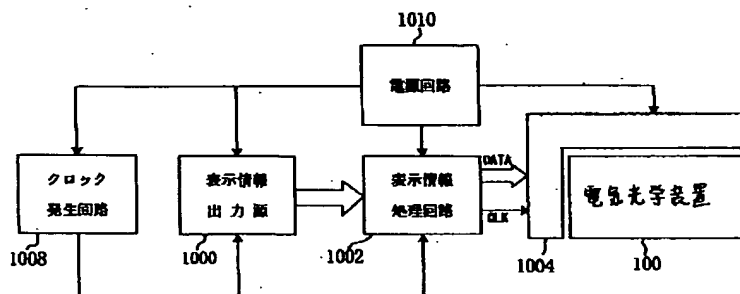 1010
電源回路
クロック
発生回路
表示情報
出力源
表示情報
処理回路
DATA
CLK
電気光学装置
1008
1000
1002
1004
100